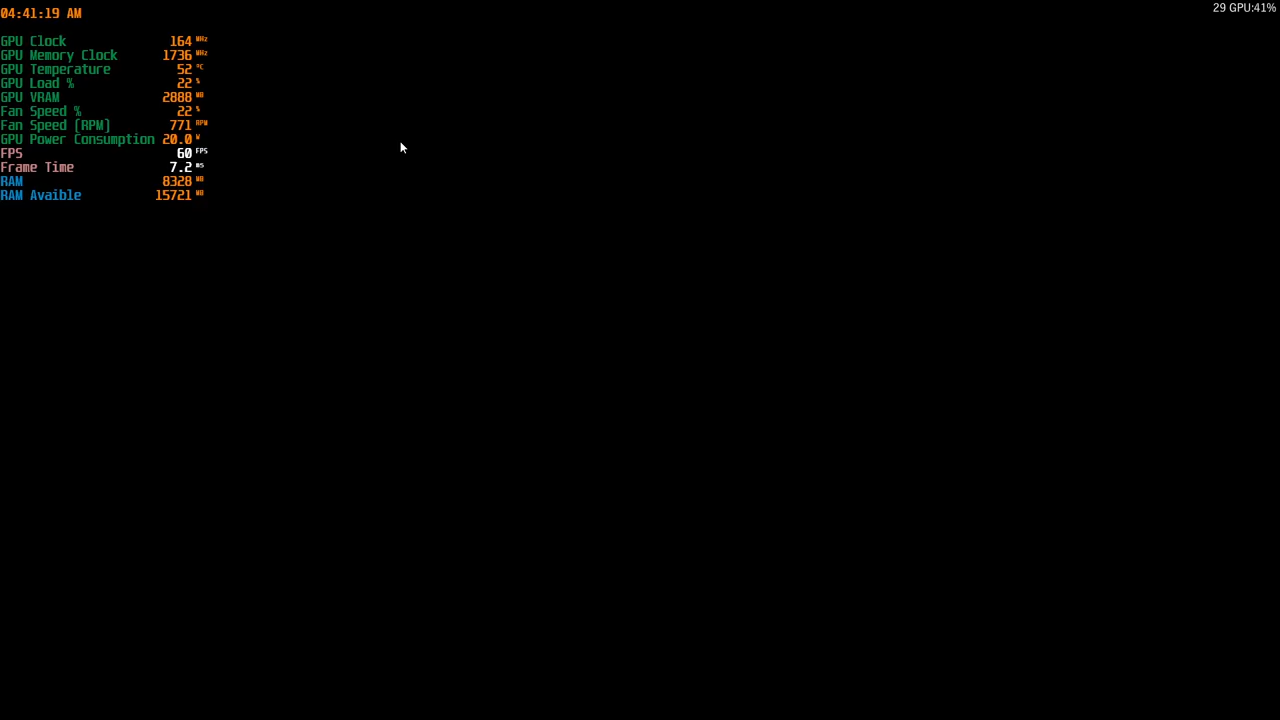 04:41:19 AM
29 GPU:41%
GPU Clock 164 MHz
GPU Memory Clock 1736 MHz
GPU Temperature 52 °C
GPU Load % 22 %
GPU VRAM 2888 MB
Fan Speed % 22 %
Fan Speed (RPM) 771 RPM
GPU Power Consumption 20.0 W
FPS 60 FPS
Frame Time 7.2 ms
RAM 8328 MB
RAM Avaible 15721 MB